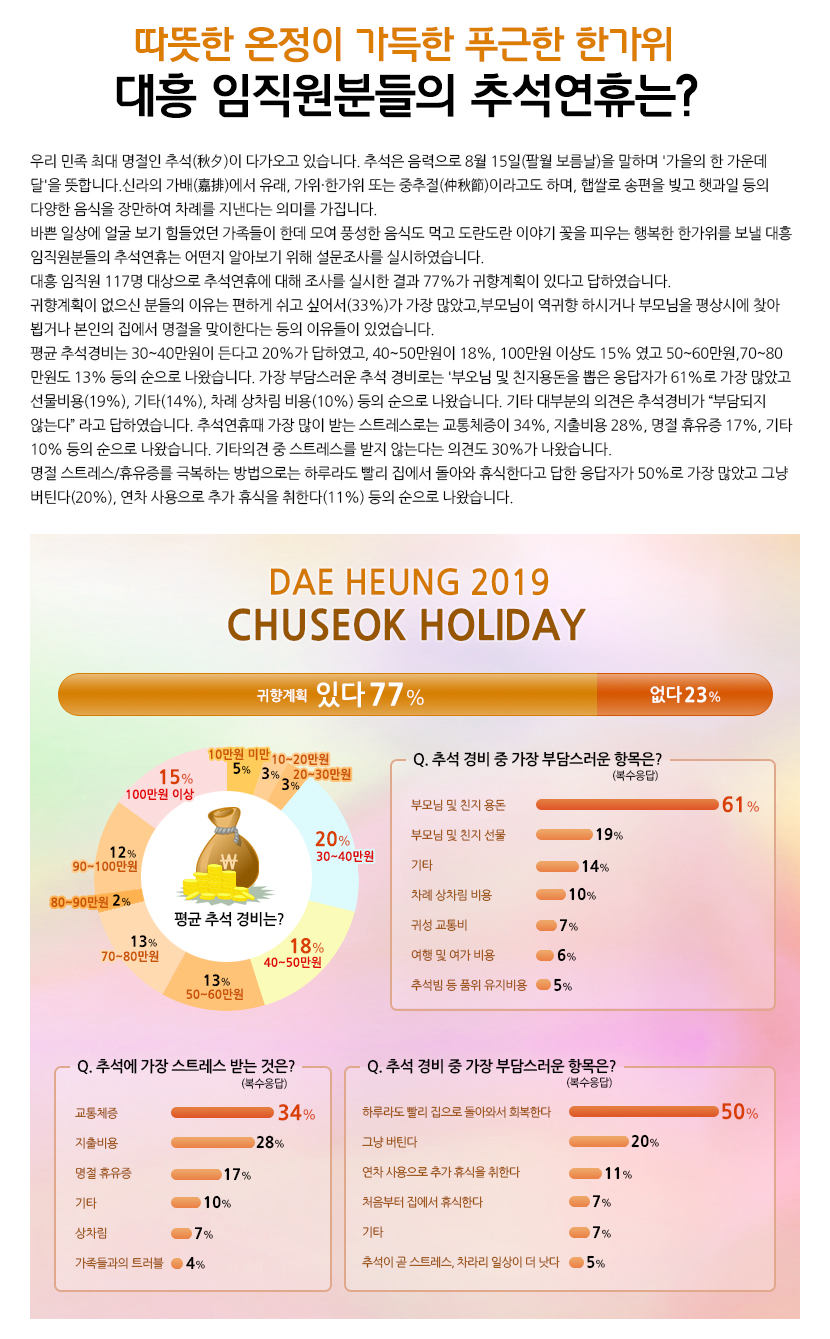 따뜻한 온정이 가득한 푸근한 한가위
대흥 임직원분들의 추석연휴는?
우리 민족 최대 명절인 추석(秋夕)이 다가오고 있습니다. 추석은 음력으로 8월 15일(팔월 보름날)을 말하며 '가을의 한 가운데
달'을 뜻합니다.신라의 가배(嘉排)에서 유래, 가위·한가위 또는 중추절(仲秋節)이라고도 하며, 햅쌀로 송편을 빚고 햇과일 등의
다양한 음식을 장만하여 차례를 지낸다는 의미를 가집니다.
바쁜 일상에 얼굴 보기 힘들었던 가족들이 한데 모여 풍성한 음식도 먹고 도란도란 이야기 꽃을 피우는 행복한 한가위를 보낼 대흥
임직원분들의 추석연휴는 어떤지 알아보기 위해 설문조사를 실시하였습니다.
대흥 임직원 117명 대상으로 추석연휴에 대해 조사를 실시한 결과 77%가 귀향계획이 있다고 답하였습니다.
귀향계획이 없으신 분들의 이유는 편하게 쉬고 싶어서(33%)가 가장 많았고,부모님이 역귀향 하시거나 부모님을 평상시에 찾아
뵙거나 본인의 집에서 명절을 맞이한다는 등의 이유들이 있었습니다.
평균 추석경비는 30~40만원이 든다고 20%가 답하였고, 40~50만원이 18%, 100만원 이상도 15% 였고 50~60만원,70~80
만원도 13% 등의 순으로 나왔습니다. 가장 부담스러운 추석 경비로는 '부오님 및 친지용돈을 뽑은 응답자가 61%로 가장 많았고
선물비용(19%), 기타(14%), 차례 상차림 비용(10%) 등의 순으로 나왔습니다. 기타 대부분의 의견은 추석경비가 “부담되지
않는다” 라고 답하였습니다. 추석연휴때 가장 많이 받는 스트레스로는 교통체증이 34%, 지출비용 28%, 명절 휴유증 17%, 기타
10% 등의 순으로 나왔습니다. 기타의견 중 스트레스를 받지 않는다는 의견도 30%가 나왔습니다.
명절 스트레스/휴유증를 극복하는 방법으로는 하루라도 빨리 집에서 돌아와 휴식한다고 답한 응답자가 50%로 가장 많았고 그냥
버틴다(20%), 연차 사용으로 추가 휴식을 취한다(11%) 등의 순으로 나왔습니다.
DAE HEUNG 2019
CHUSEOK HOLIDAY
귀향계획 있다 77%
없다 23%
10만원 미만
5%
10~20만원
3%
20~30만원
3%
20%
30~40만원
18%
40~50만원
13%
50~60만원
13%
70~80만원
80~90만원 2%
12%
90~100만원
15%
100만원 이상
₩
평균 추석 경비는?
Q. 추석 경비 중 가장 부담스러운 항목은?
(복수응답)
부모님 및 친지 용돈 61%
부모님 및 친지 선물 19%
기타 14%
차례 상차림 비용 10%
귀성 교통비 7%
여행 및 여가 비용 6%
추석빔 등 품위 유지비용 5%
Q. 추석에 가장 스트레스 받는 것은?
(복수응답)
교통체증 34%
지출비용 28%
명절 휴유증 17%
기타 10%
상차림 7%
가족들과의 트러블 4%
Q. 추석 경비 중 가장 부담스러운 항목은?
(복수응답)
하루라도 빨리 집으로 돌아와서 회복한다 50%
그냥 버틴다 20%
연차 사용으로 추가 휴식을 취한다 11%
처음부터 집에서 휴식한다 7%
기타 7%
추석이 곧 스트레스, 차라리 일상이 더 낫다 5%